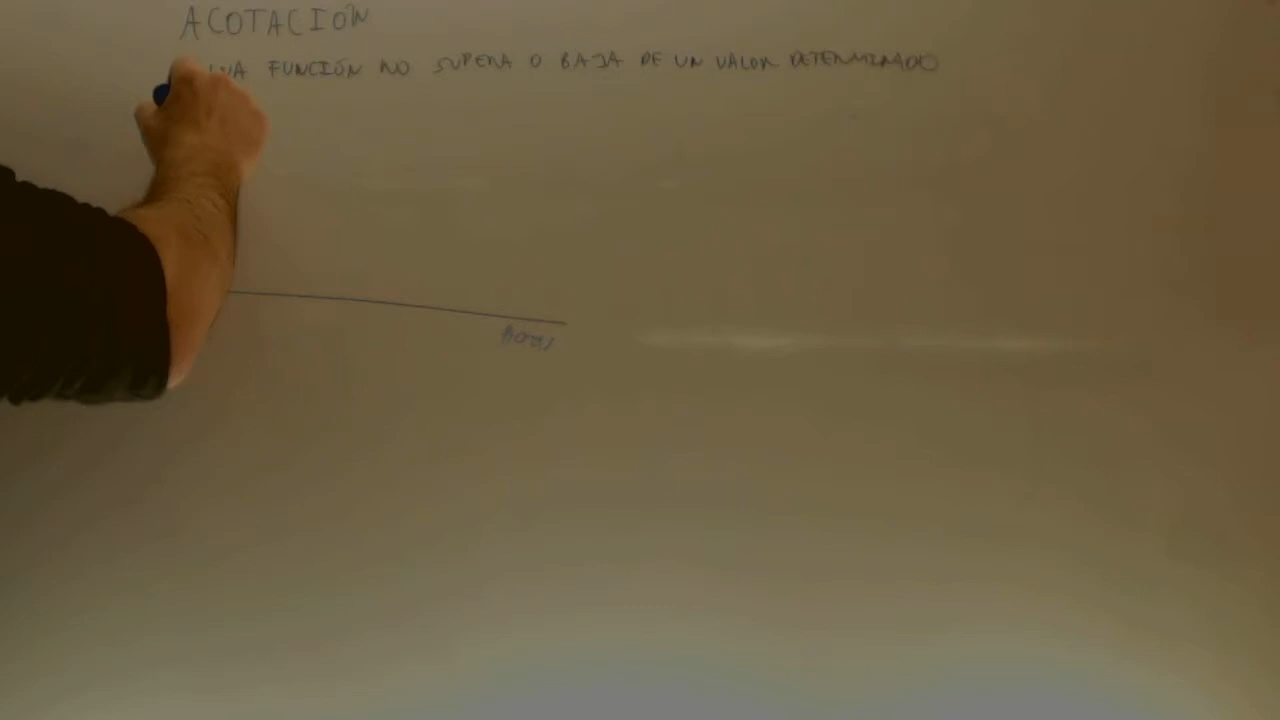 ACOTACIÓN
UNA FUNCIÓN NO SUPERA O BAJA DE UN VALOR DETERMINADO